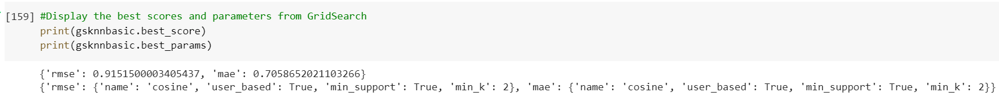 [159] #Display the best scores and parameters from GridSearch
print(gsknnbasic.best_score)
print(gsknnbasic.best_params)
{'rmse': 0.9151500003405437, 'mae': 0.7058652021103266}
{'rmse': {'name': 'cosine', 'user_based': True, 'min_support': True, 'min_k': 2}, 'mae': {'name': 'cosine', 'user_based': True, 'min_support': True, 'min_k': 2}}